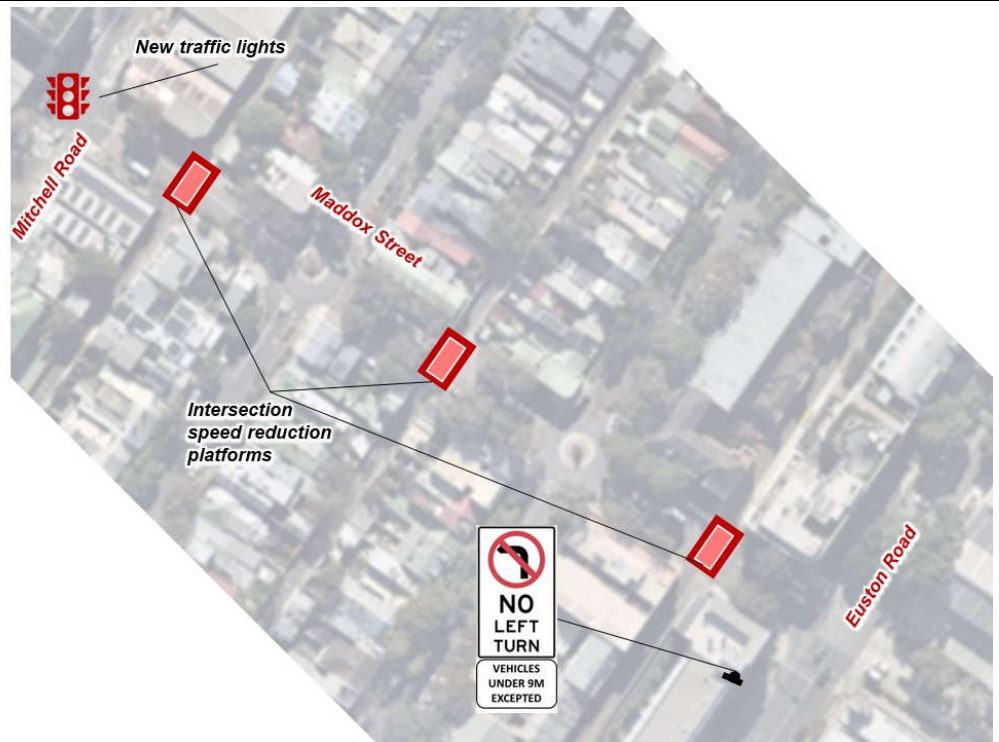 New traffic lights
Mitchell Road
Maddox Street
Intersection
speed reduction
platforms
NO
LEFT
TURN
VEHICLES
UNDER 9M
EXCEPTED
Euston Road